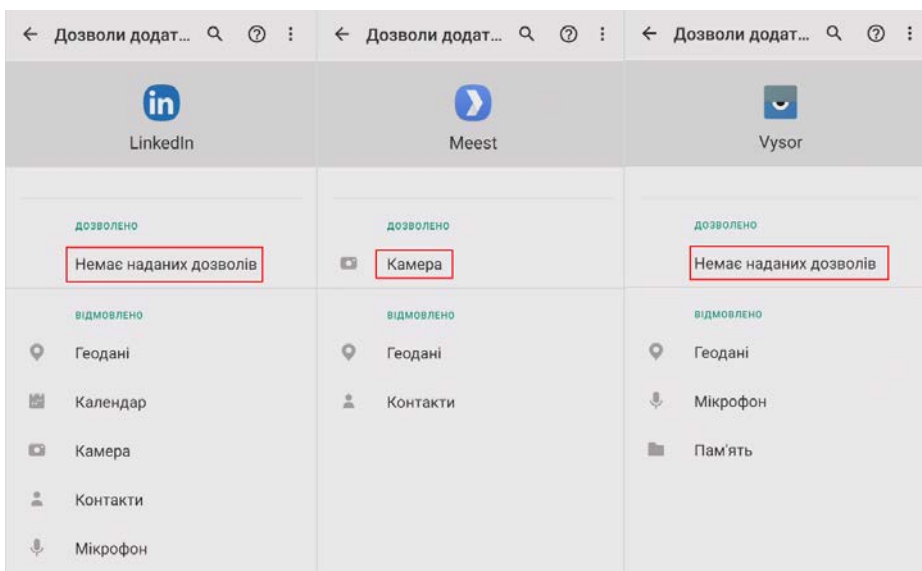 Дозволи додат...
LinkedIn
ДОЗВОЛЕНО
Немає наданих дозволів
ВІДМОВЛЕНО
Геодані
Календар
Камера
Контакти
Мікрофон
Дозволи додат...
Meest
ДОЗВОЛЕНО
Камера
ВІДМОВЛЕНО
Геодані
Контакти
Дозволи додат...
Vysor
ДОЗВОЛЕНО
Немає наданих дозволів
ВІДМОВЛЕНО
Геодані
Мікрофон
Пам'ять